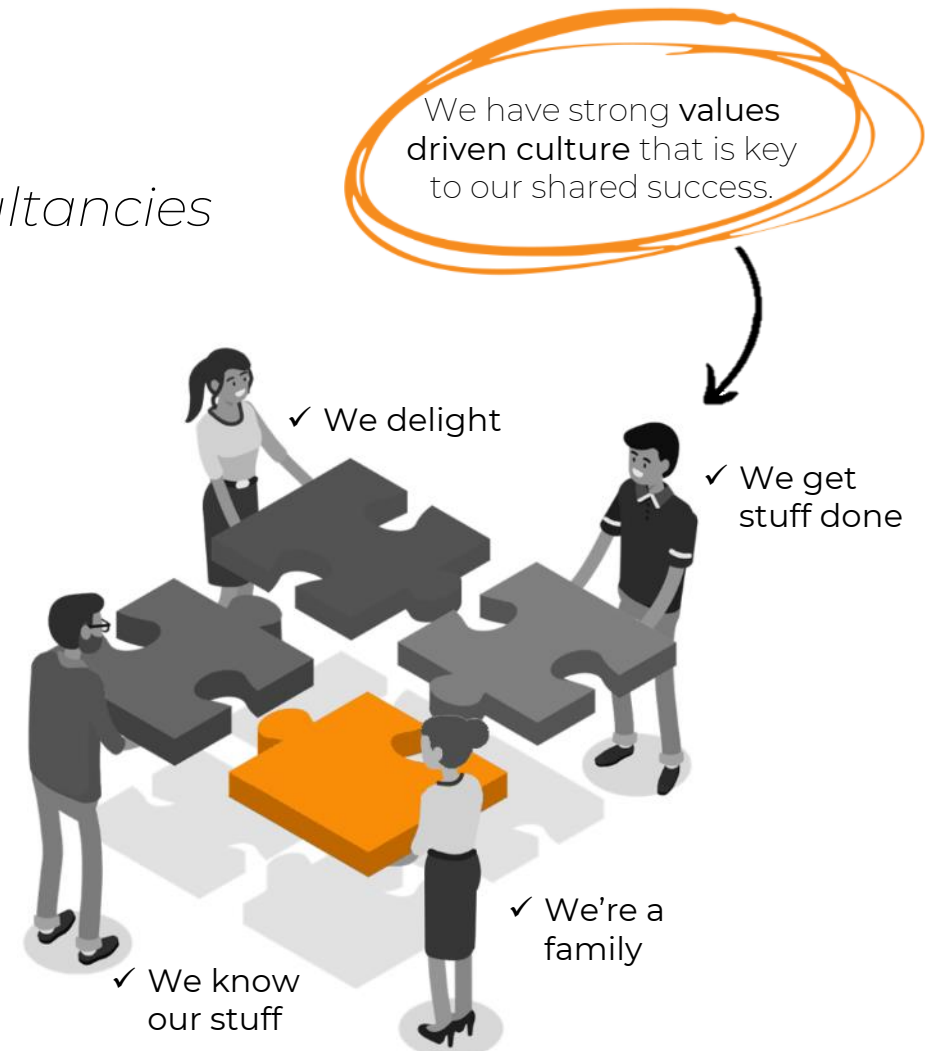 We have strong values
driven culture that is key
to our shared success.
✓ We delight
✓ We get
stuff done
✓ We're a
family
✓ We know
our stuff